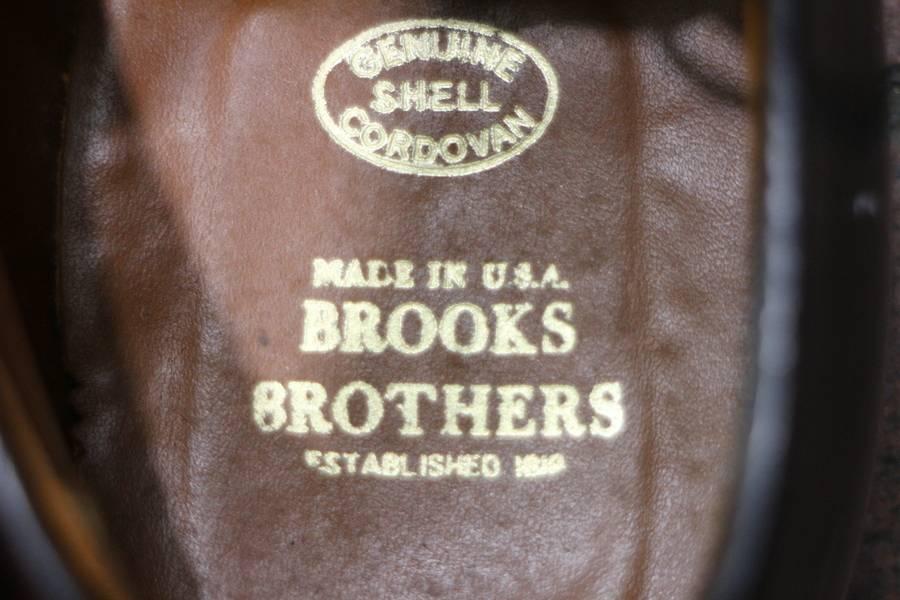 GENUINE
SHELL
CORDOVAN
MADE IN U.S.A.
BROOKS
BROTHERS
ESTABLISHED 1818